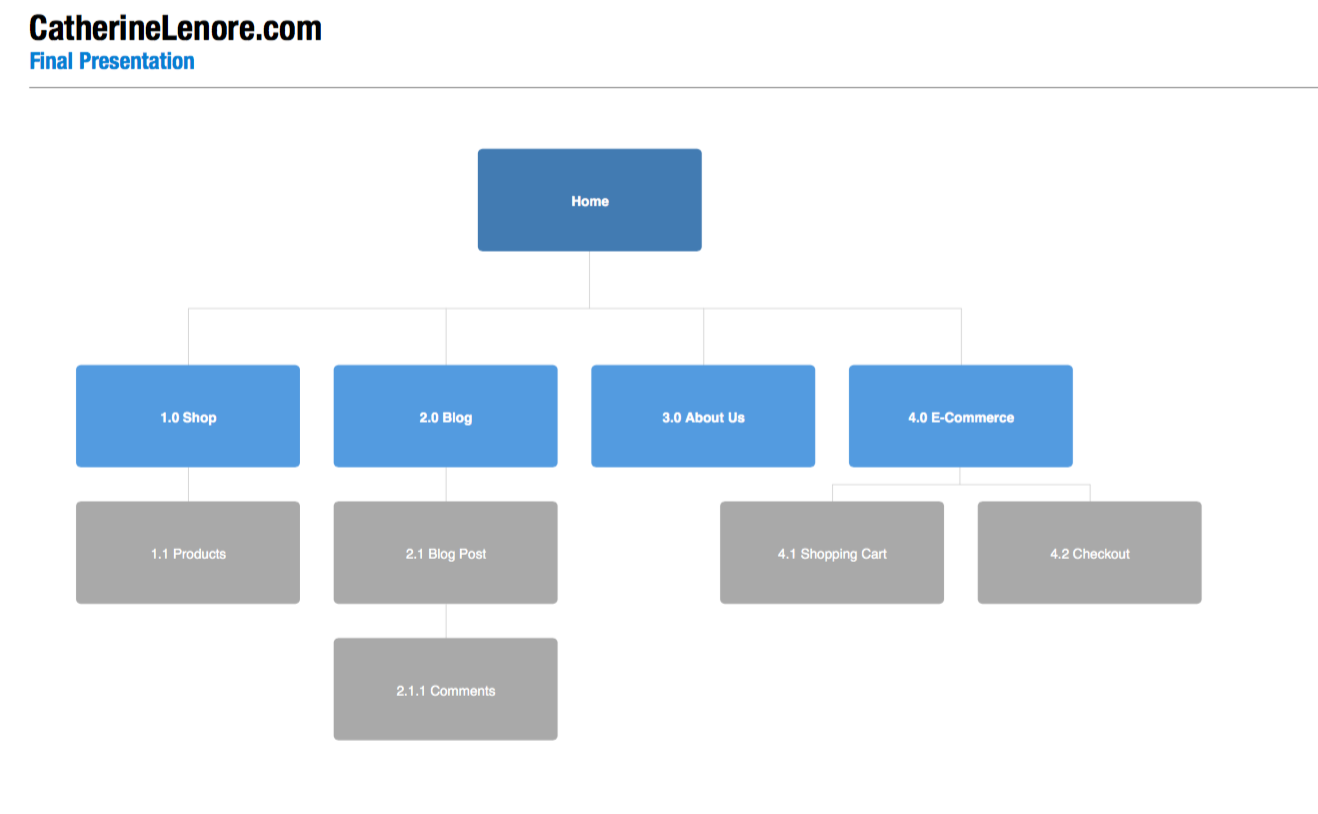 CatherineLenore.com
Final Presentation
Home
1.0 Shop
2.0 Blog
3.0 About Us
4.0 E-Commerce
1.1 Products
2.1 Blog Post
4.1 Shopping Cart
4.2 Checkout
2.1.1 Comments